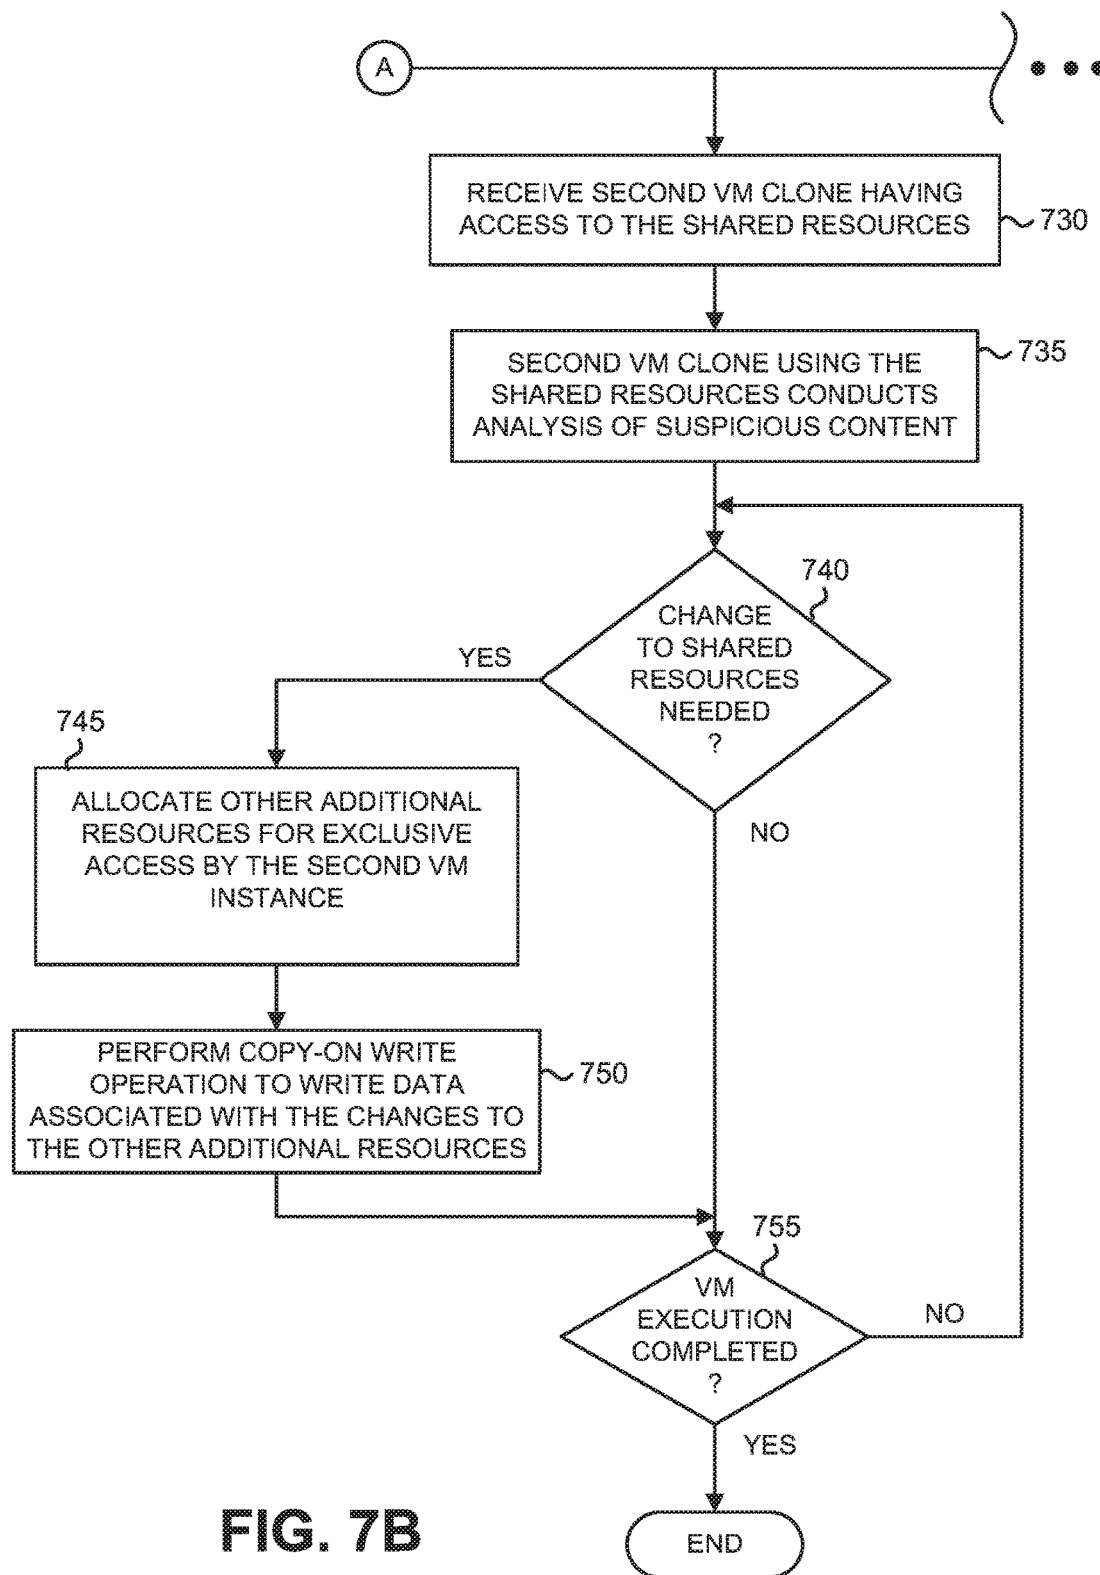 A
RECEIVE SECOND VM CLONE HAVING
ACCESS TO THE SHARED RESOURCES
730
SECOND VM CLONE USING THE
SHARED RESOURCES CONDUCTS
ANALYSIS OF SUSPICIOUS CONTENT
735
740
CHANGE
TO SHARED
RESOURCES
NEEDED
?
YES
NO
745
ALLOCATE OTHER ADDITIONAL
RESOURCES FOR EXCLUSIVE
ACCESS BY THE SECOND VM
INSTANCE
PERFORM COPY-ON WRITE
OPERATION TO WRITE DATA
ASSOCIATED WITH THE CHANGES TO
THE OTHER ADDITIONAL RESOURCES
750
755
VM
EXECUTION
COMPLETED
?
NO
YES
END
FIG. 7B